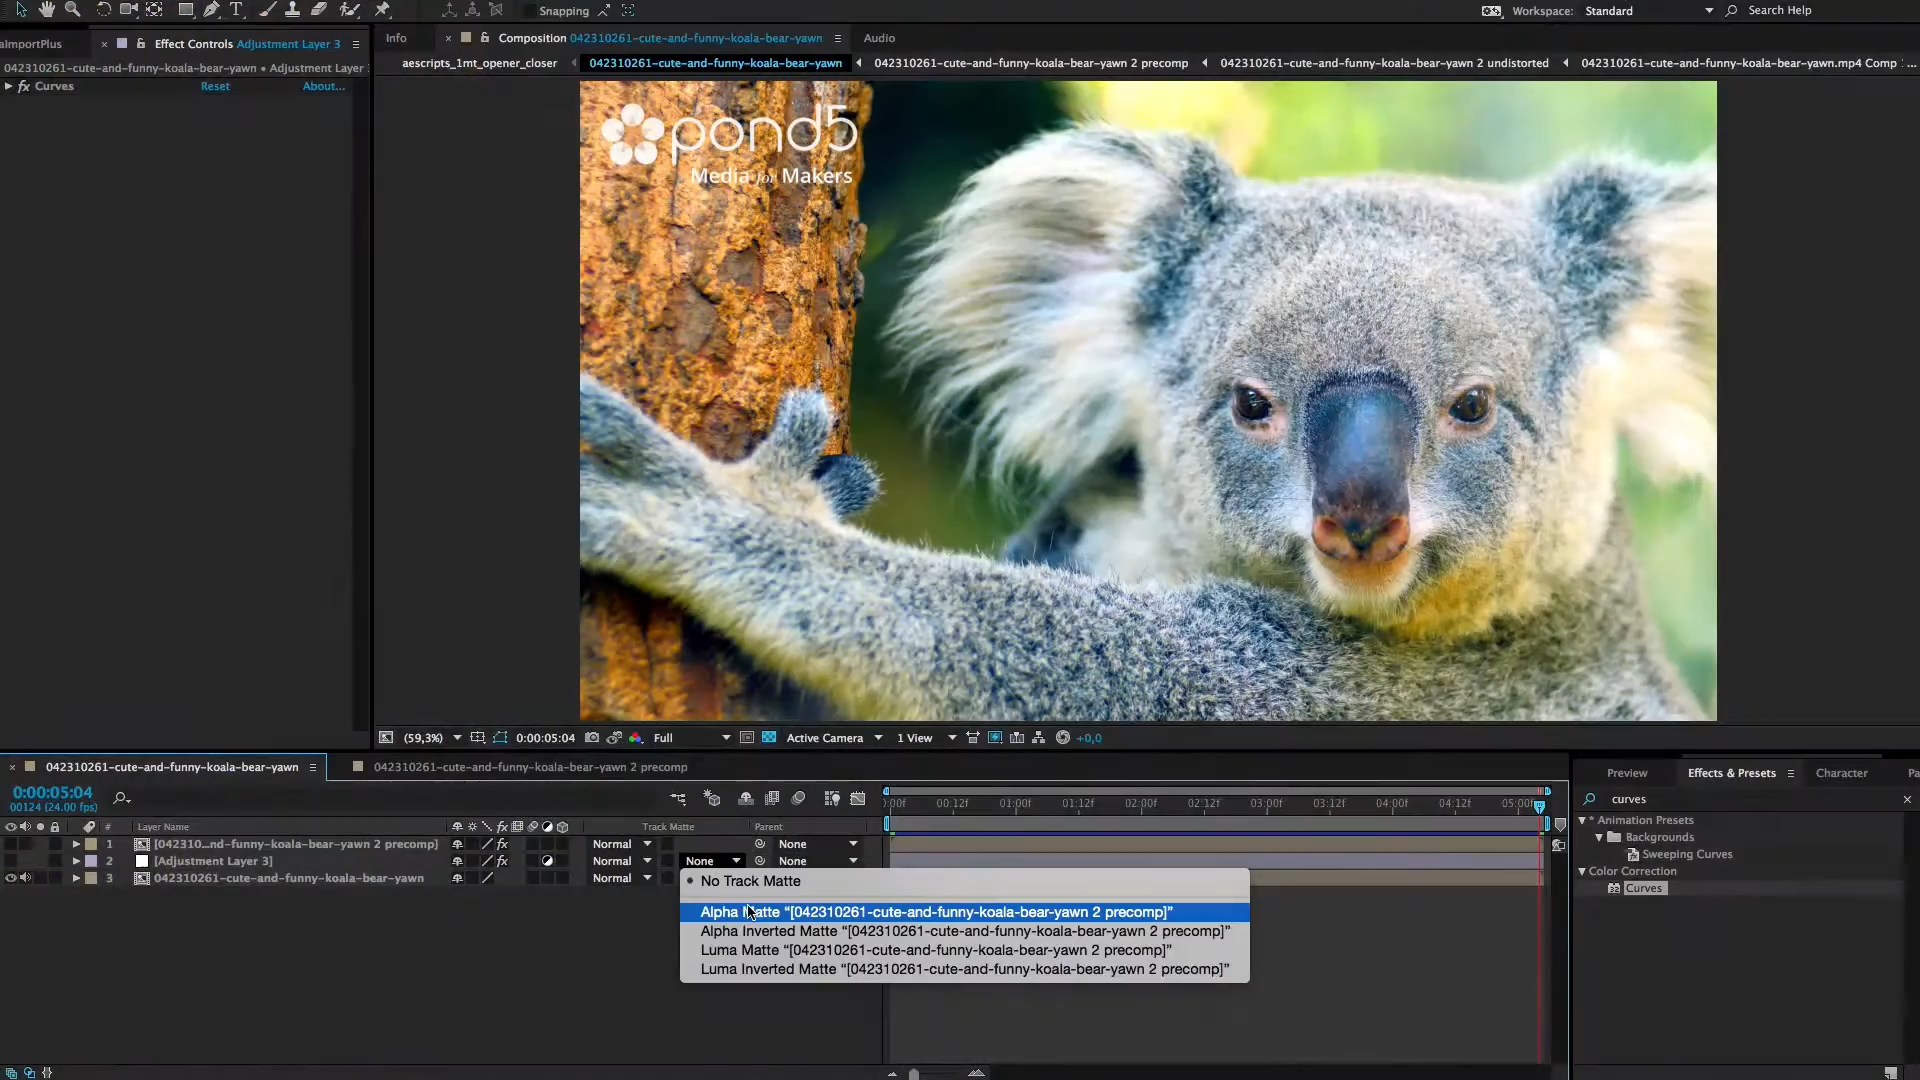 Snapping
Workspace: Standard
Search Help
aImportPlus
Effect Controls Adjustment Layer 3
Info
Composition 042310261-cute-and-funny-koala-bear-yawn
Audio
042310261-cute-and-funny-koala-bear-yawn • Adjustment Layer
aescripts_1mt_opener_closer
042310261-cute-and-funny-koala-bear-yawn
042310261-cute-and-funny-koala-bear-yawn 2 precomp
042310261-cute-and-funny-koala-bear-yawn 2 undistorted
042310261-cute-and-funny-koala-bear-yawn.mp4 Comp ...
fx Curves Reset About...
pond5
Media for Makers
(59,3%) 0:00:05:04 Full Active Camera 1 View +0,0
042310261-cute-and-funny-koala-bear-yawn
042310261-cute-and-funny-koala-bear-yawn 2 precomp
Preview Effects & Presets Character Pa
0:00:05:04
00124 (24.00 fps)
:00f 00:12f 01:00f 01:12f 02:00f 02:12f 03:00f 03:12f 04:00f 04:12f 05:00f
curves
# Layer Name fx Track Matte Parent
* Animation Presets
Backgrounds
Sweeping Curves
Color Correction
Curves
1 [042310...nd-funny-koala-bear-yawn 2 precomp] fx Normal None
2 [Adjustment Layer 3] fx Normal None None
3 042310261-cute-and-funny-koala-bear-yawn Normal
No Track Matte
Alpha Matte “[042310261-cute-and-funny-koala-bear-yawn 2 precomp]”
Alpha Inverted Matte “[042310261-cute-and-funny-koala-bear-yawn 2 precomp]”
Luma Matte “[042310261-cute-and-funny-koala-bear-yawn 2 precomp]”
Luma Inverted Matte “[042310261-cute-and-funny-koala-bear-yawn 2 precomp]”